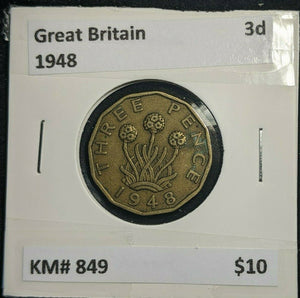 Great Britain 3d
1948
THREE PENCE
1948
KM# 849 $10